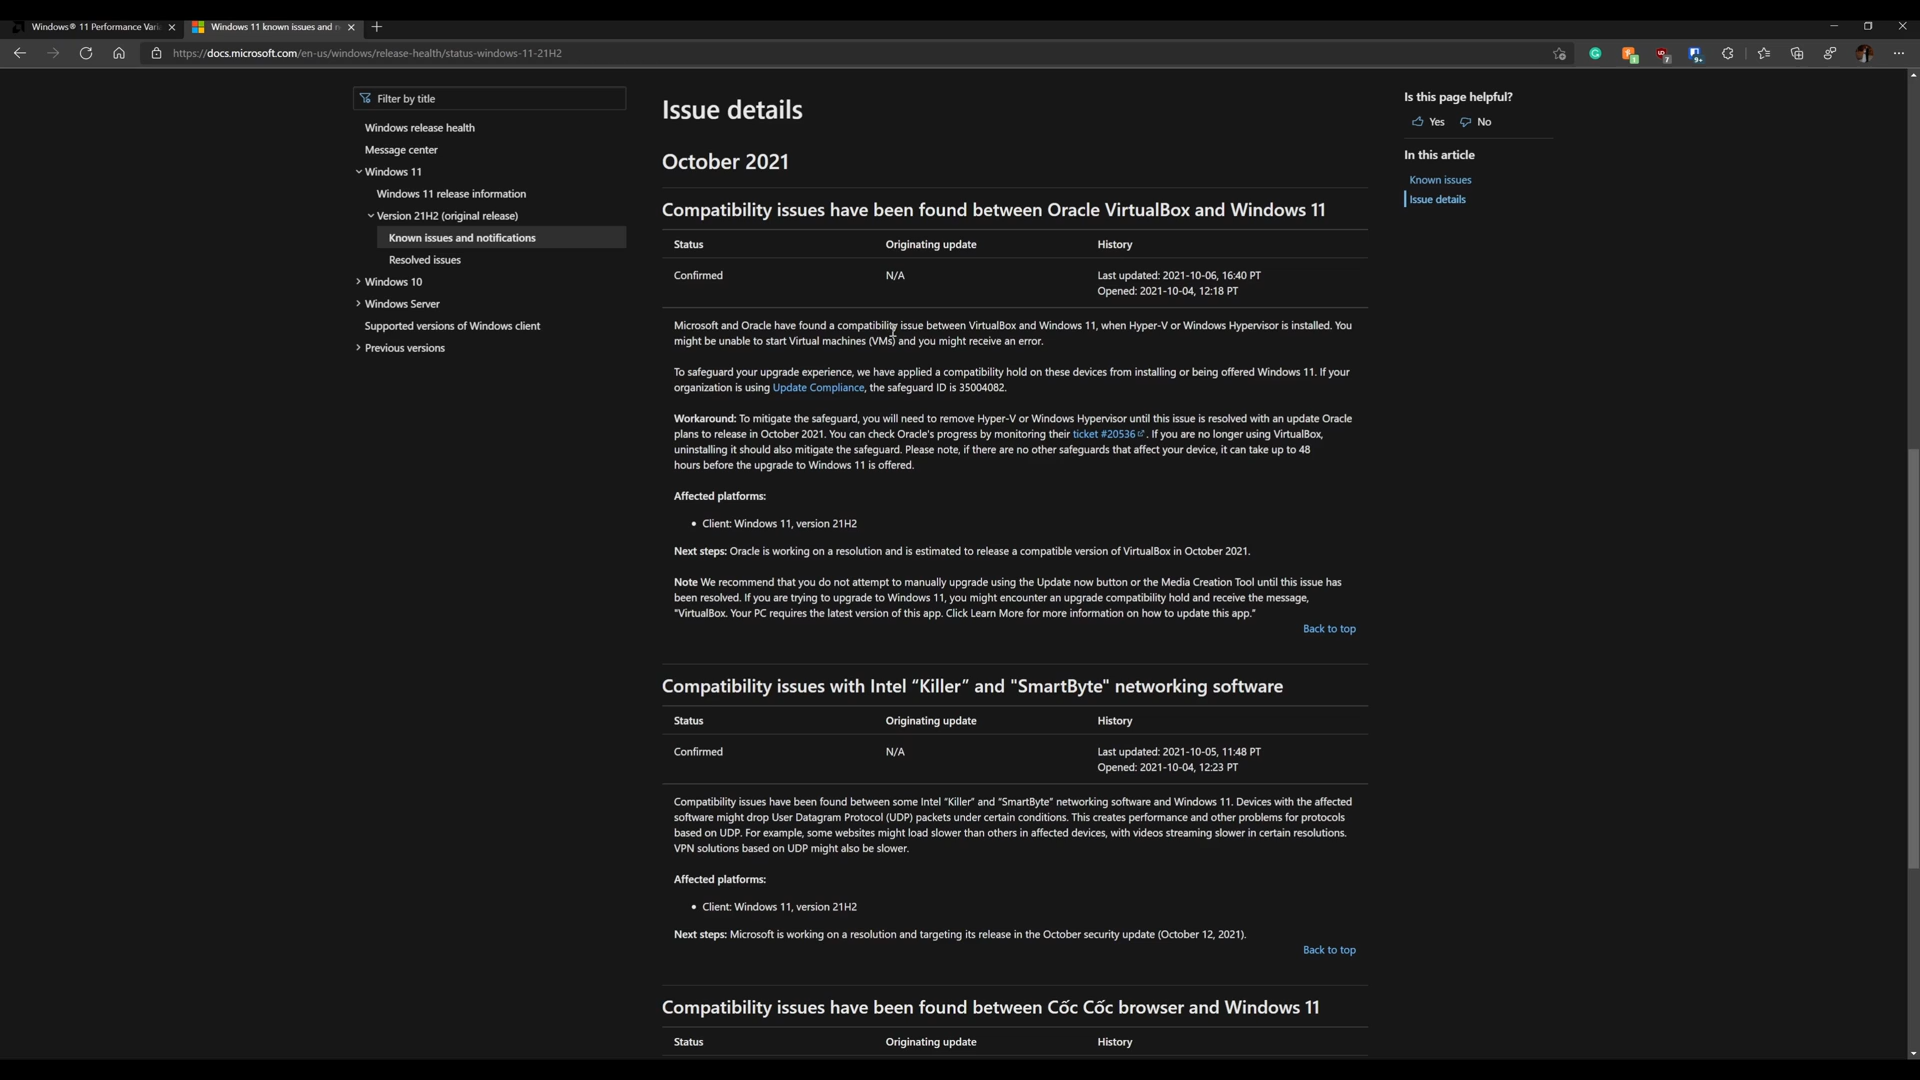 Windows® 11 Performance Vari
Windows 11 known issues and n
https://docs.microsoft.com/en-us/windows/release-health/status-windows-11-21H2
1
7
9+
Filter by title
Windows release health
Message center
Windows 11
Windows 11 release information
Version 21H2 (original release)
Known issues and notifications
Resolved issues
Windows 10
Windows Server
Supported versions of Windows client
Previous versions
Issue details
October 2021
Compatibility issues have been found between Oracle VirtualBox and Windows 11
Status Originating update History
Confirmed N/A Last updated: 2021-10-06, 16:40 PT
Opened: 2021-10-04, 12:18 PT
Microsoft and Oracle have found a compatibility issue between VirtualBox and Windows 11, when Hyper-V or Windows Hypervisor is installed. You
might be unable to start Virtual machines (VMs) and you might receive an error.
To safeguard your upgrade experience, we have applied a compatibility hold on these devices from installing or being offered Windows 11. If your
organization is using Update Compliance, the safeguard ID is 35004082.
Workaround: To mitigate the safeguard, you will need to remove Hyper-V or Windows Hypervisor until this issue is resolved with an update Oracle
plans to release in October 2021. You can check Oracle's progress by monitoring their ticket #20536. If you are no longer using VirtualBox,
uninstalling it should also mitigate the safeguard. Please note, if there are no other safeguards that affect your device, it can take up to 48
hours before the upgrade to Windows 11 is offered.
Affected platforms:
• Client: Windows 11, version 21H2
Next steps: Oracle is working on a resolution and is estimated to release a compatible version of VirtualBox in October 2021.
Note We recommend that you do not attempt to manually upgrade using the Update now button or the Media Creation Tool until this issue has
been resolved. If you are trying to upgrade to Windows 11, you might encounter an upgrade compatibility hold and receive the message,
"VirtualBox. Your PC requires the latest version of this app. Click Learn More for more information on how to update this app."
Back to top
Compatibility issues with Intel “Killer” and "SmartByte" networking software
Status Originating update History
Confirmed N/A Last updated: 2021-10-05, 11:48 PT
Opened: 2021-10-04, 12:23 PT
Compatibility issues have been found between some Intel “Killer” and “SmartByte” networking software and Windows 11. Devices with the affected
software might drop User Datagram Protocol (UDP) packets under certain conditions. This creates performance and other problems for protocols
based on UDP. For example, some websites might load slower than others in affected devices, with videos streaming slower in certain resolutions.
VPN solutions based on UDP might also be slower.
Affected platforms:
• Client: Windows 11, version 21H2
Next steps: Microsoft is working on a resolution and targeting its release in the October security update (October 12, 2021).
Back to top
Compatibility issues have been found between Cốc Cốc browser and Windows 11
Status Originating update History
Is this page helpful?
Yes No
In this article
Known issues
Issue details